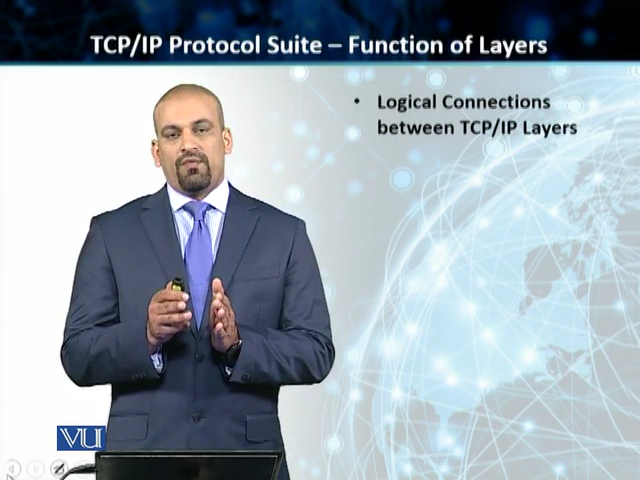 TCP/IP Protocol Suite – Function of Layers
• Logical Connections
between TCP/IP Layers
VU